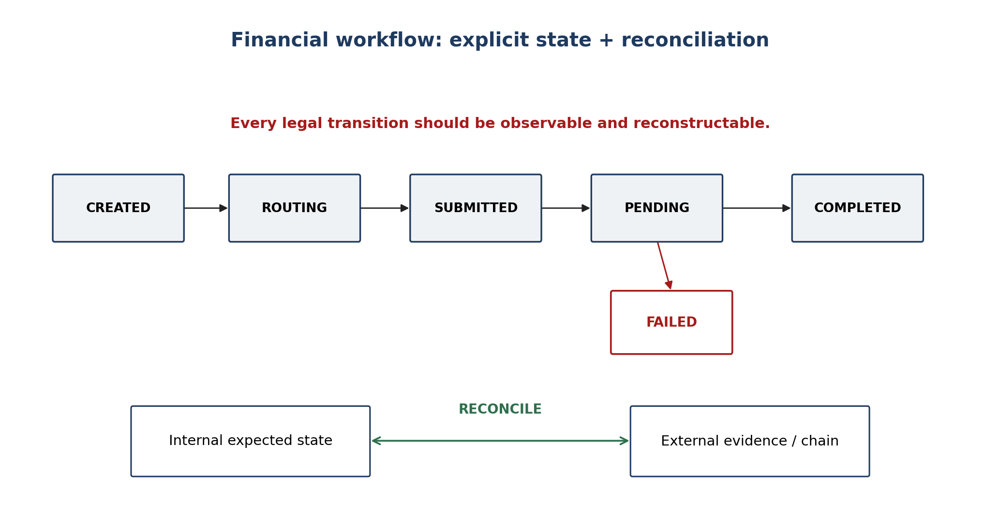 Financial workflow: explicit state + reconciliation
Every legal transition should be observable and reconstructable.
CREATED
ROUTING
SUBMITTED
PENDING
COMPLETED
FAILED
RECONCILE
Internal expected state
External evidence / chain